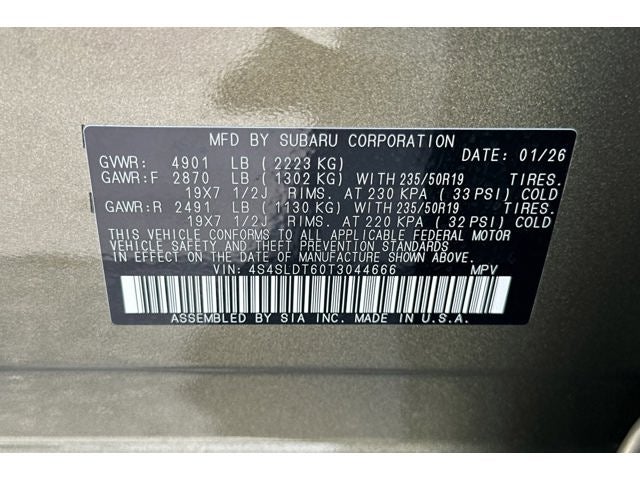 MFD BY SUBARU CORPORATION
GVWR: 4901 LB (2223 KG) DATE: 01/26
GAWR:F 2870 LB (1302 KG) WITH 235/50R19 TIRES.
19X7 1/2J RIMS. AT 230 KPA (33 PSI) COLD
GAWR:R 2491 LB (1130 KG) WITH 235/50R19 TIRES.
19X7 1/2J RIMS. AT 220 KPA (32 PSI) COLD
THIS VEHICLE CONFORMS TO ALL APPLICABLE FEDERAL MOTOR
VEHICLE SAFETY AND THEFT PREVENTION STANDARDS
IN EFFECT ON THE DATE OF MANUFACTURE SHOWN ABOVE.
VIN: 4S4SLDT60T3044666 MPV
ASSEMBLED BY SIA INC. MADE IN U.S.A.